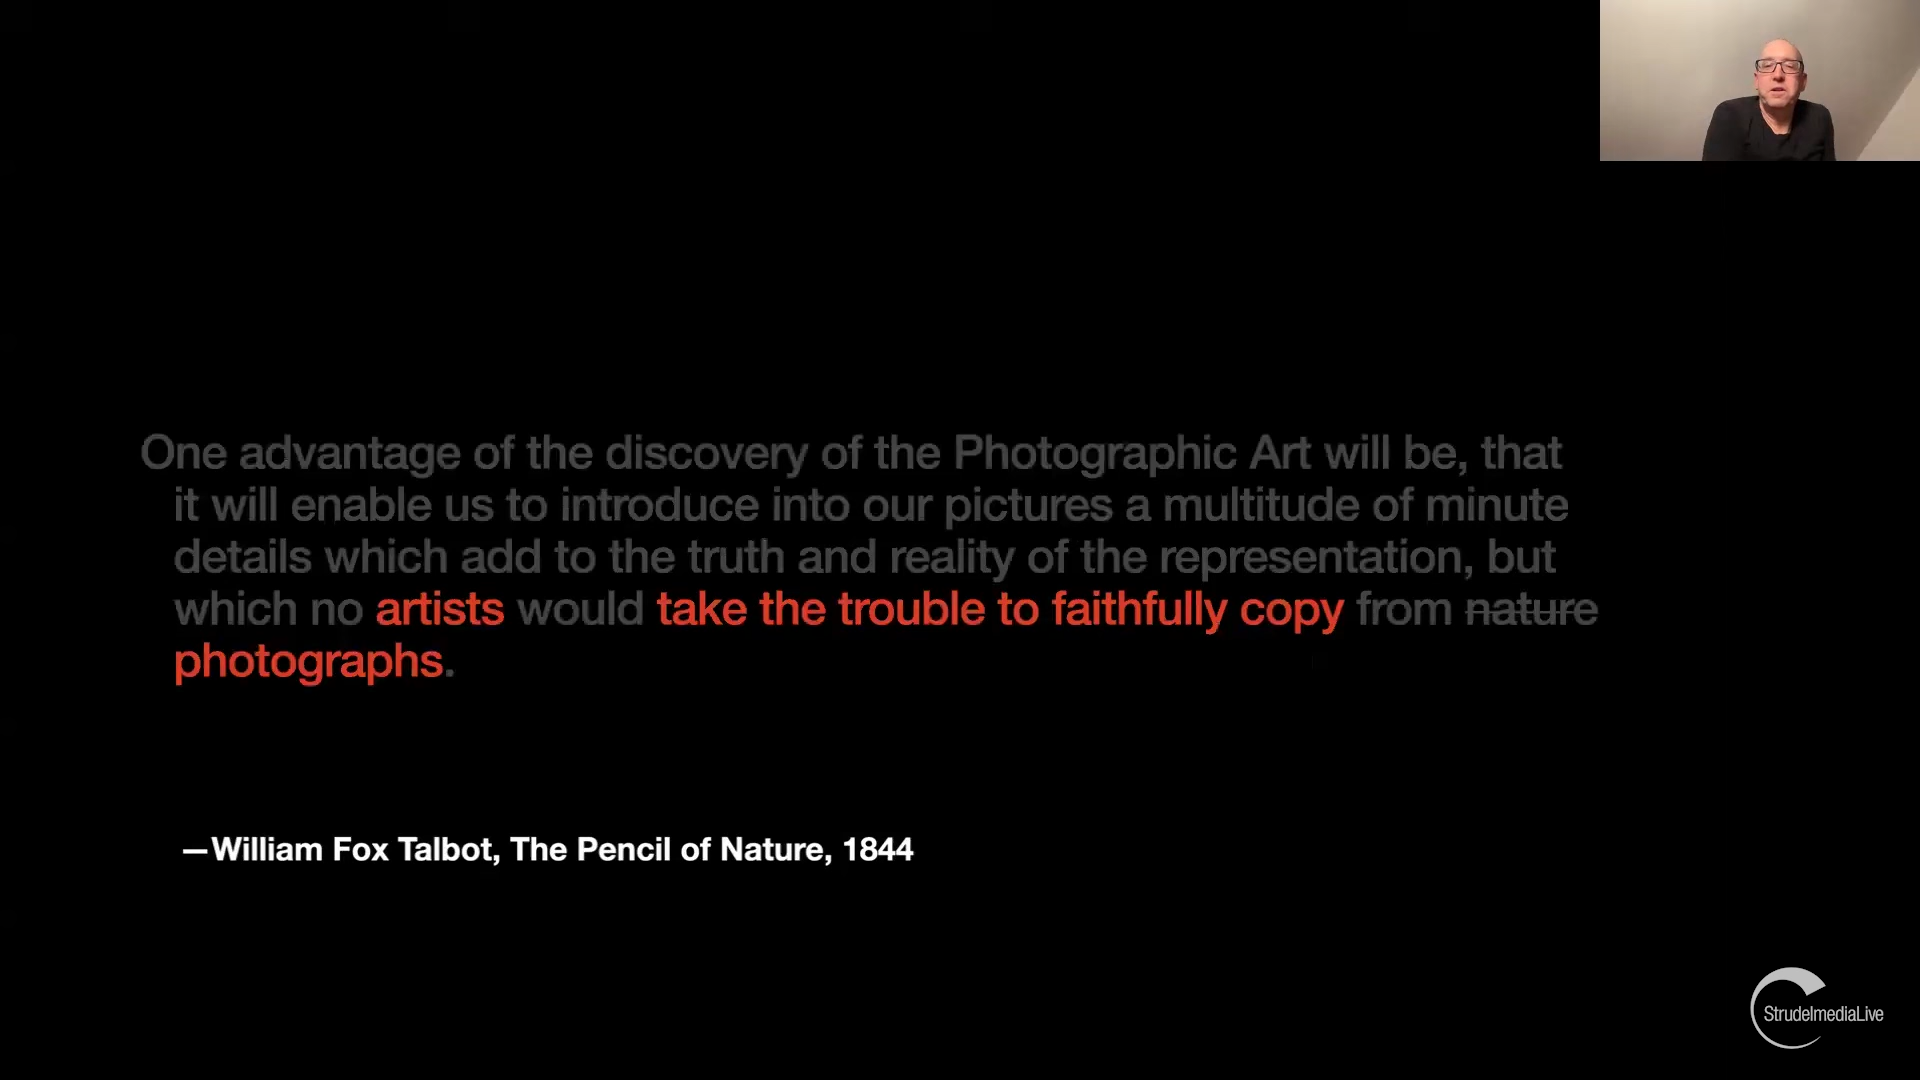 One advantage of the discovery of the Photographic Art will be, that
it will enable us to introduce into our pictures a multitude of minute
details which add to the truth and reality of the representation, but
which no artists would take the trouble to faithfully copy from nature
photographs.
—William Fox Talbot, The Pencil of Nature, 1844
StrudelmediaLive